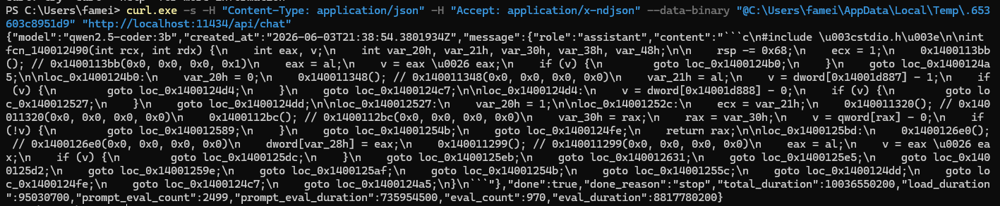 PS C:\Users\famei> curl.exe -s -H "Content-Type: application/json" -H "Accept: application/x-ndjson" --data-binary "@C:\Users\famei\AppData\Local\Temp\.653
603c8951d9" "http://localhost:11434/api/chat"
{"model":"qwen2.5-coder:3b","created_at":"2026-06-03T21:38:54.3801934Z","message":{"role":"assistant","content":"```c\n#include \u003cstdio.h\u003e\n\nint
fcn_140012490(int rcx, int rdx) {\n    int eax, v;\n    int var_20h, var_21h, var_30h, var_38h, var_48h;\n\n    rsp -= 0x68;\n    ecx = 1;\n    0x1400113bb
(); // 0x1400113bb(0x0, 0x0, 0x0, 0x1)\n    eax = al;\n    v = eax \u0026 eax;\n    if (v) {\n        goto loc_0x1400124b0;\n    }\n    goto loc_0x1400124a
5;\n\nloc_0x1400124b0:\n    var_20h = 0;\n    0x140011348(); // 0x140011348(0x0, 0x0, 0x0, 0x0)\n    var_21h = al;\n    v = dword[0x14001d887] - 1;\n    if
(v) {\n        goto loc_0x1400124d4;\n    }\n    goto loc_0x1400124c7;\n\nloc_0x1400124d4:\n    v = dword[0x14001d888] - 0;\n    if (v) {\n        goto lo
c_0x140012527;\n    }\n    goto loc_0x1400124dd;\n\nloc_0x140012527:\n    var_20h = 1;\n\nloc_0x14001252c:\n    ecx = var_21h;\n    0x140011320(); // 0x140
011320(0x0, 0x0, 0x0, 0x0)\n    0x1400112bc(); // 0x1400112bc(0x0, 0x0, 0x0, 0x0)\n    var_30h = rax;\n    rax = var_30h;\n    v = qword[rax] - 0;\n    if
(!v) {\n        goto loc_0x140012589;\n    }\n    goto loc_0x14001254b;\n    goto loc_0x1400124fe;\n    return rax;\n\nloc_0x1400125bd:\n    0x1400126e0();
 // 0x1400126e0(0x0, 0x0, 0x0, 0x0)\n    dword[var_28h] = eax;\n    0x140011299(); // 0x140011299(0x0, 0x0, 0x0, 0x0)\n    eax = al;\n    v = eax \u0026 ea
x;\n    if (v) {\n        goto loc_0x1400125dc;\n    }\n    goto loc_0x1400125eb;\n    goto loc_0x140012631;\n    goto loc_0x1400125e5;\n    goto loc_0x140
0125d2;\n    goto loc_0x14001259e;\n    goto loc_0x1400125af;\n    goto loc_0x14001254b;\n    goto loc_0x14001255c;\n    goto loc_0x1400124dd;\n    goto lo
c_0x1400124fe;\n    goto loc_0x1400124c7;\n    goto loc_0x1400124a5;\n}\n```"},"done":true,"done_reason":"stop","total_duration":10036550200,"load_duration
":95030700,"prompt_eval_count":2499,"prompt_eval_duration":735954500,"eval_count":970,"eval_duration":8817780200}